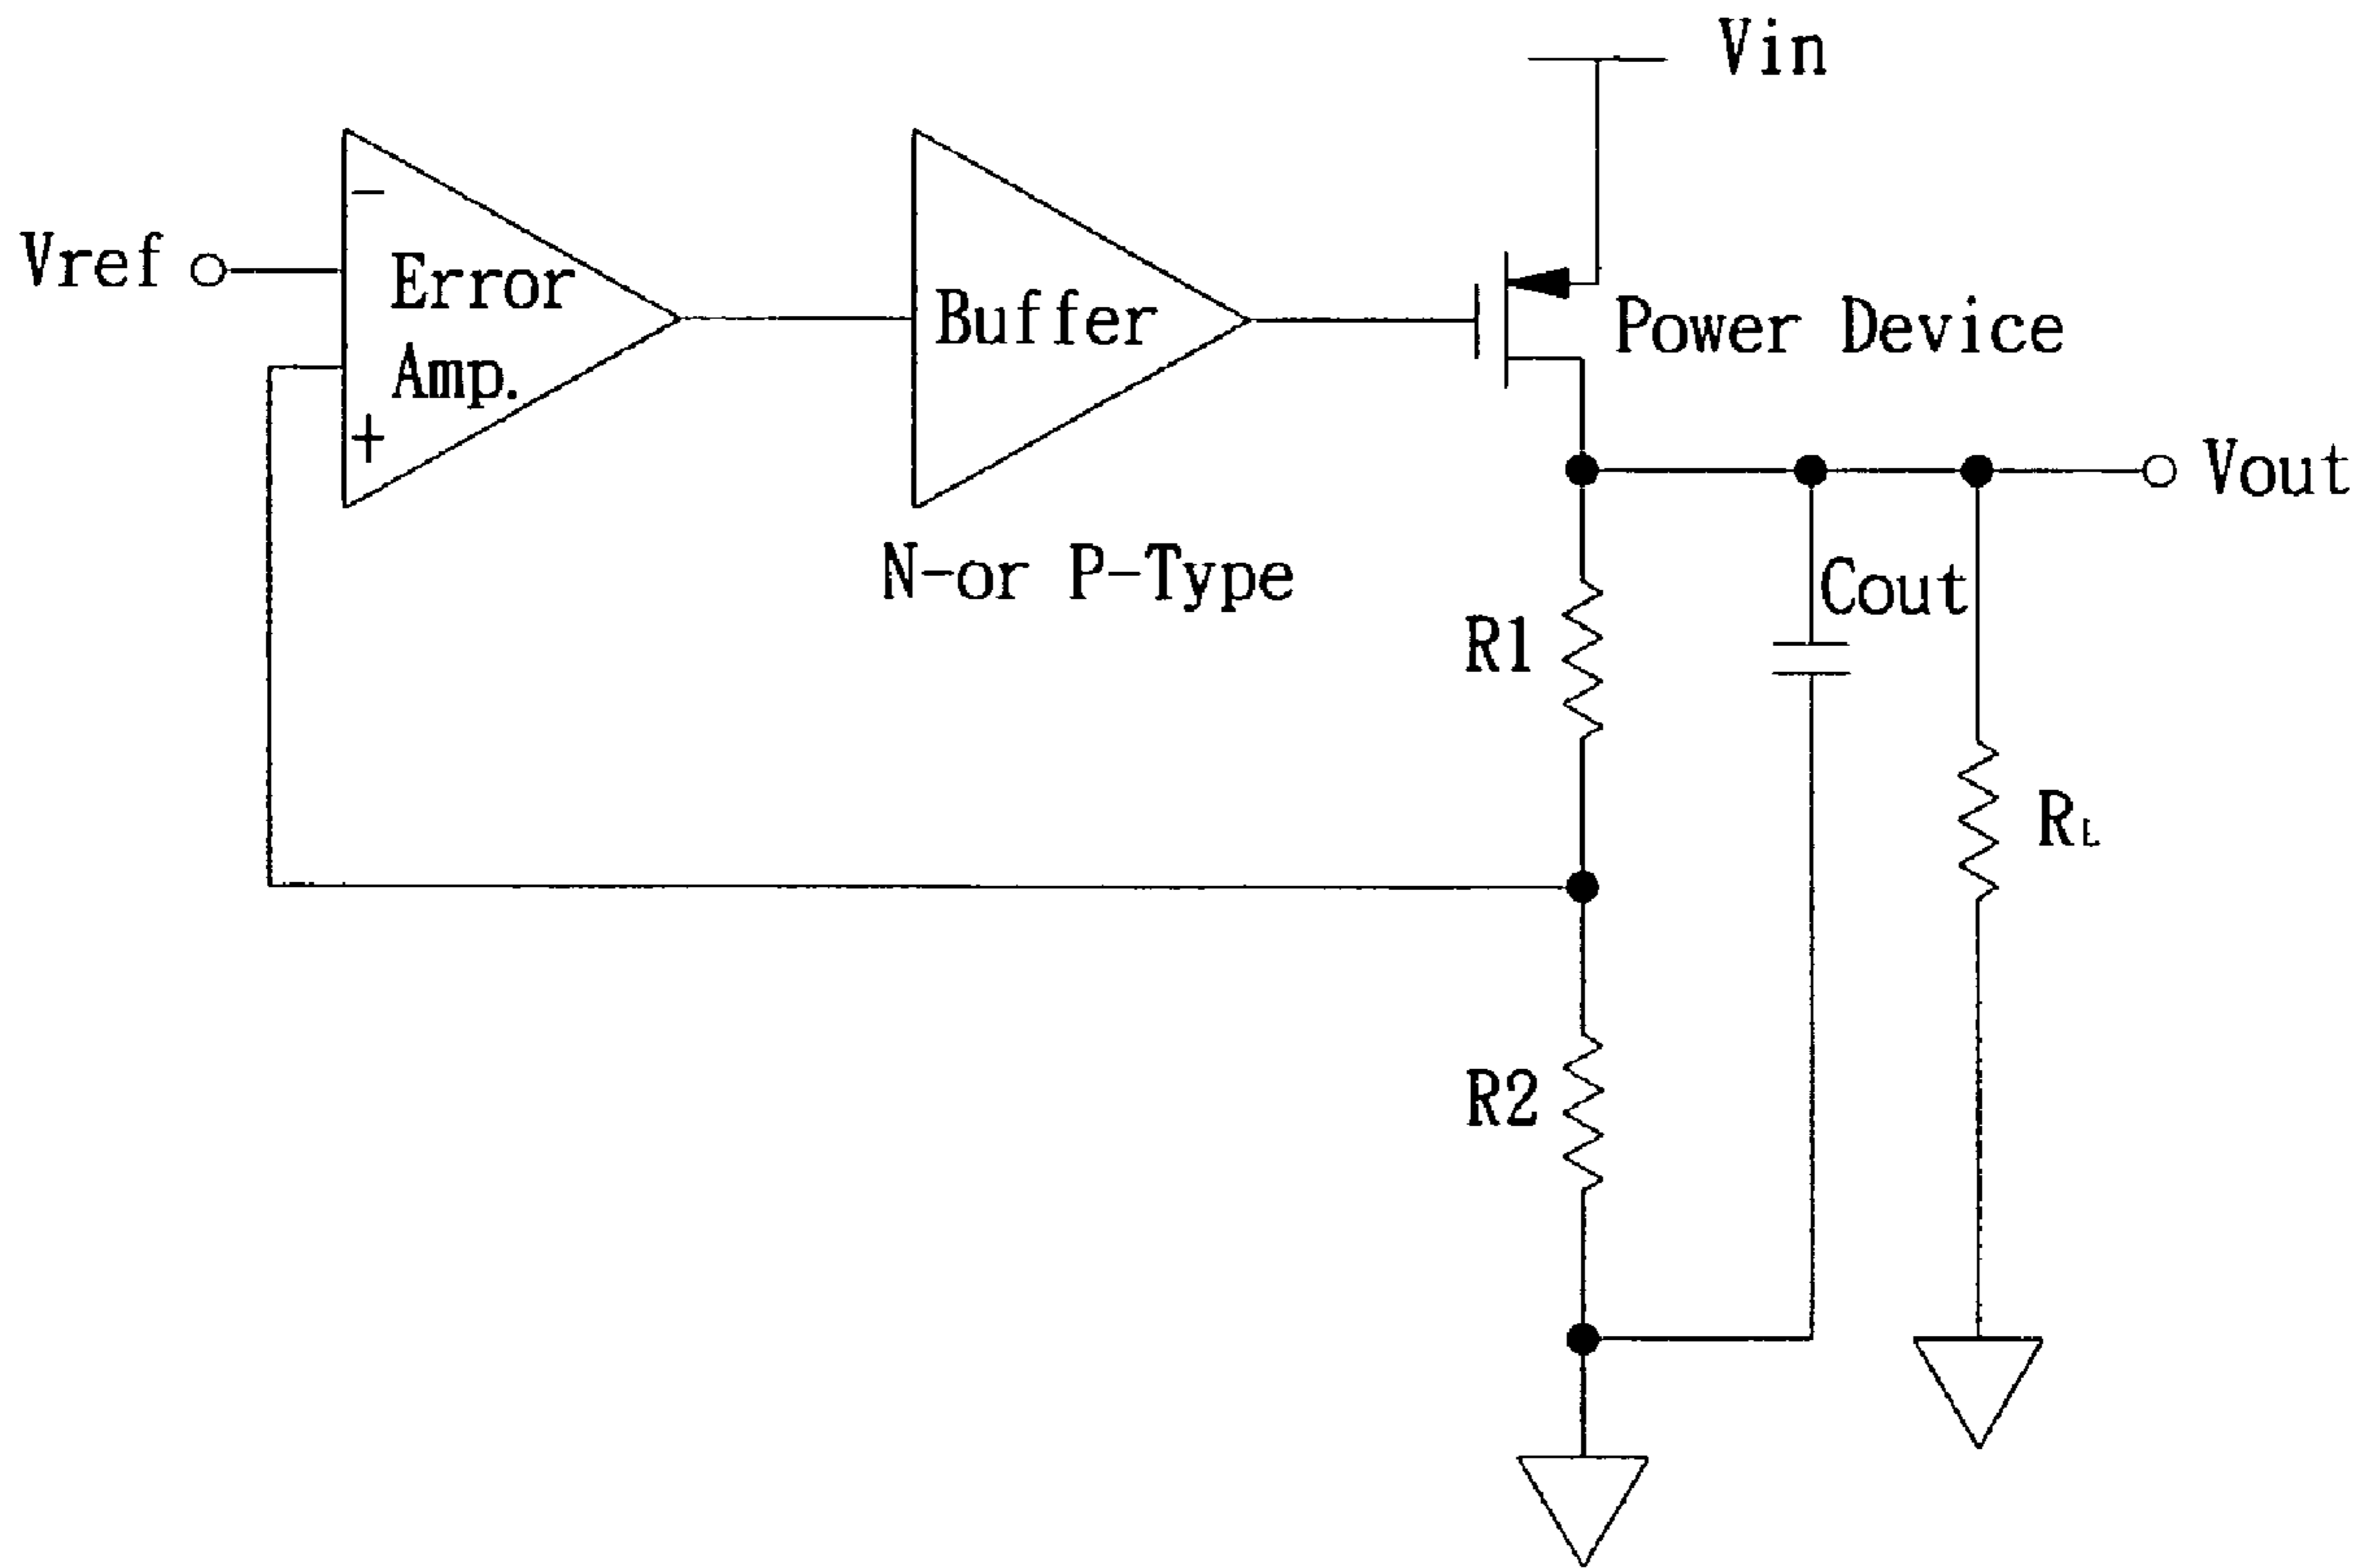 Vin
−
Vref
Error
Amp.
+
Buffer
Power Device
Vout
N-or P-Type
Cout
R1
RL
R2